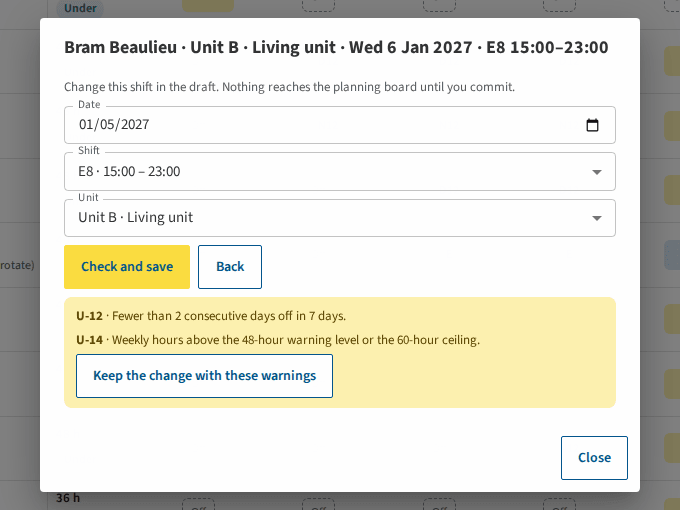 Under
Bram Beaulieu · Unit B · Living unit · Wed 6 Jan 2027 · E8 15:00–23:00
Change this shift in the draft. Nothing reaches the planning board until you commit.
Date
01/05/2027
Shift
E8 · 15:00 – 23:00
Unit
Unit B · Living unit
rotate)
Check and save
Back
U-12 · Fewer than 2 consecutive days off in 7 days.
U-14 · Weekly hours above the 48-hour warning level or the 60-hour ceiling.
Keep the change with these warnings
Close
36 h